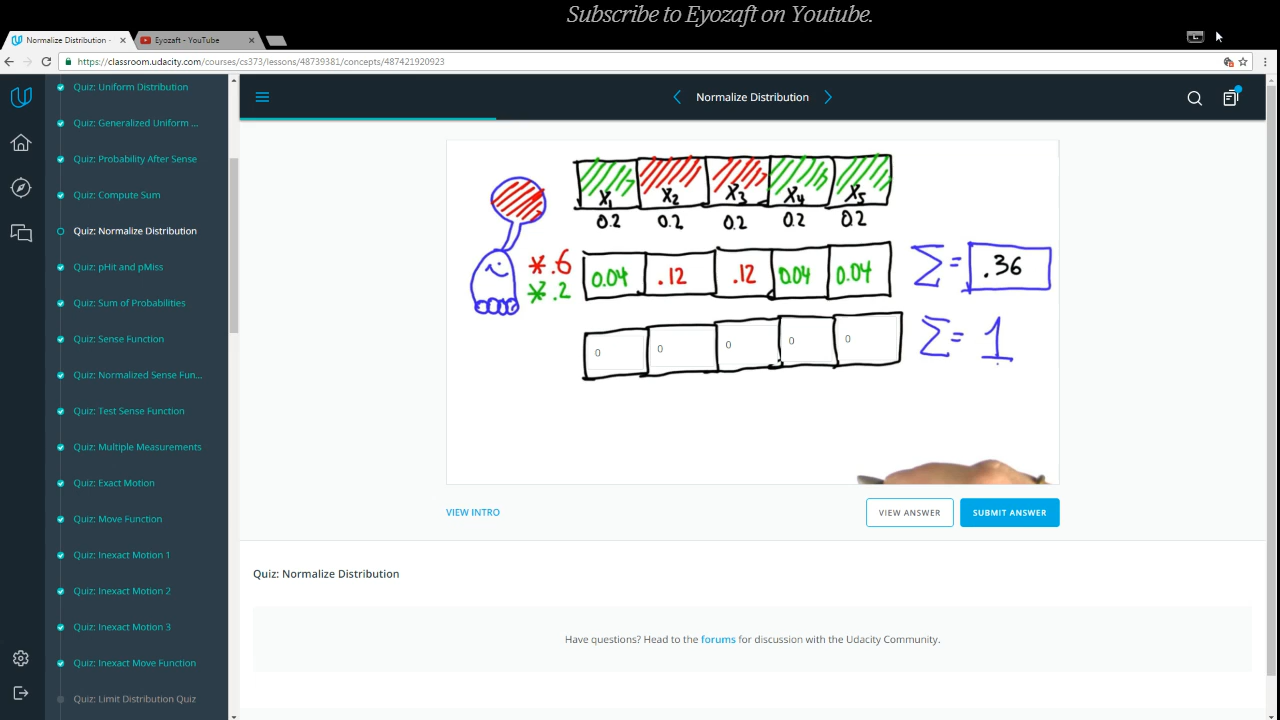 Subscribe to Eyozaft on Youtube.
Normalize Distribution -
Eyozaft - YouTube
https://classroom.udacity.com/courses/cs373/lessons/48739381/concepts/487421920923
Normalize Distribution
Quiz: Uniform Distribution
Quiz: Generalized Uniform ...
Quiz: Probability After Sense
Quiz: Compute Sum
Quiz: Normalize Distribution
Quiz: pHit and pMiss
Quiz: Sum of Probabilities
Quiz: Sense Function
Quiz: Normalized Sense Fun...
Quiz: Test Sense Function
Quiz: Multiple Measurements
Quiz: Exact Motion
Quiz: Move Function
Quiz: Inexact Motion 1
Quiz: Inexact Motion 2
Quiz: Inexact Motion 3
Quiz: Inexact Move Function
Quiz: Limit Distribution Quiz
X1 X2 X3 X4 X5
0.2 0.2 0.2 0.2 0.2
*.6
*.2
0.04 .12 .12 0.04 0.04 Σ= .36
0 0 0 0 0 Σ= 1
VIEW INTRO
VIEW ANSWER
SUBMIT ANSWER
Quiz: Normalize Distribution
Have questions? Head to the forums for discussion with the Udacity Community.